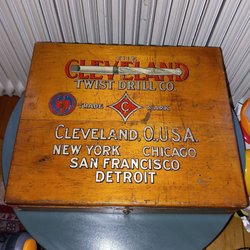 THE
CLEVELAND
TWIST DRILL CO.
TRADE C MARK
CLEVELAND, O.U.S.A.
NEW YORK CHICAGO
SAN FRANCISCO
DETROIT